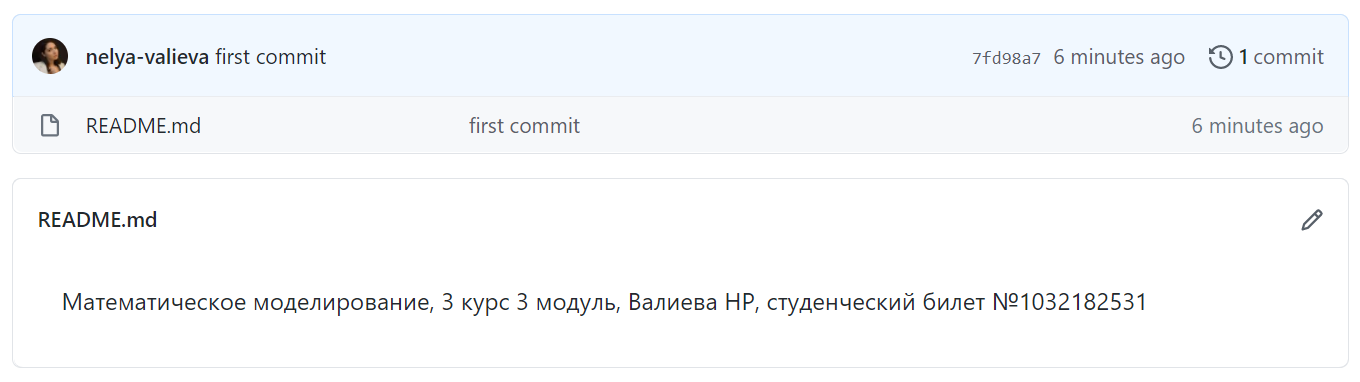 nelya-valieva first commit 7fd98a7 6 minutes ago 1 commit
README.md first commit 6 minutes ago
README.md
Математическое моделирование, 3 курс 3 модуль, Валиева НР, студенческий билет №1032182531